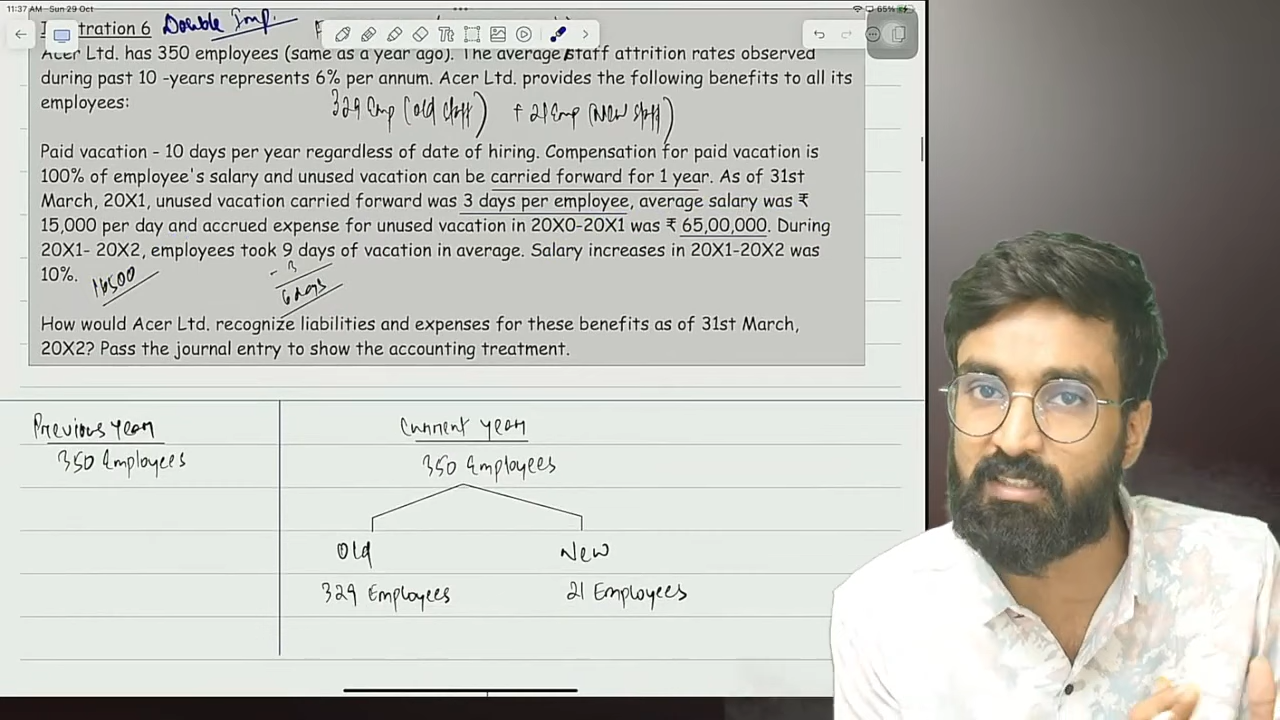 11:37 AM Sun 29 Oct
65%
tration 6 Double Imp.
Acer Ltd. has 350 employees (same as a year ago). The average staff attrition rates observed
during past 10 -years represents 6% per annum. Acer Ltd. provides the following benefits to all its
employees:
329 Emp (old staff) + 21 Emp (New staff)
Paid vacation - 10 days per year regardless of date of hiring. Compensation for paid vacation is
100% of employee's salary and unused vacation can be carried forward for 1 year. As of 31st
March, 20X1, unused vacation carried forward was 3 days per employee, average salary was ₹
15,000 per day and accrued expense for unused vacation in 20X0-20X1 was ₹ 65,00,000. During
20X1- 20X2, employees took 9 days of vacation in average. Salary increases in 20X1-20X2 was
10%. 16500
- 3
6 days
How would Acer Ltd. recognize liabilities and expenses for these benefits as of 31st March,
20X2? Pass the journal entry to show the accounting treatment.
Previous year
Current year
350 Employees
350 Employees
Old
New
329 Employees
21 Employees